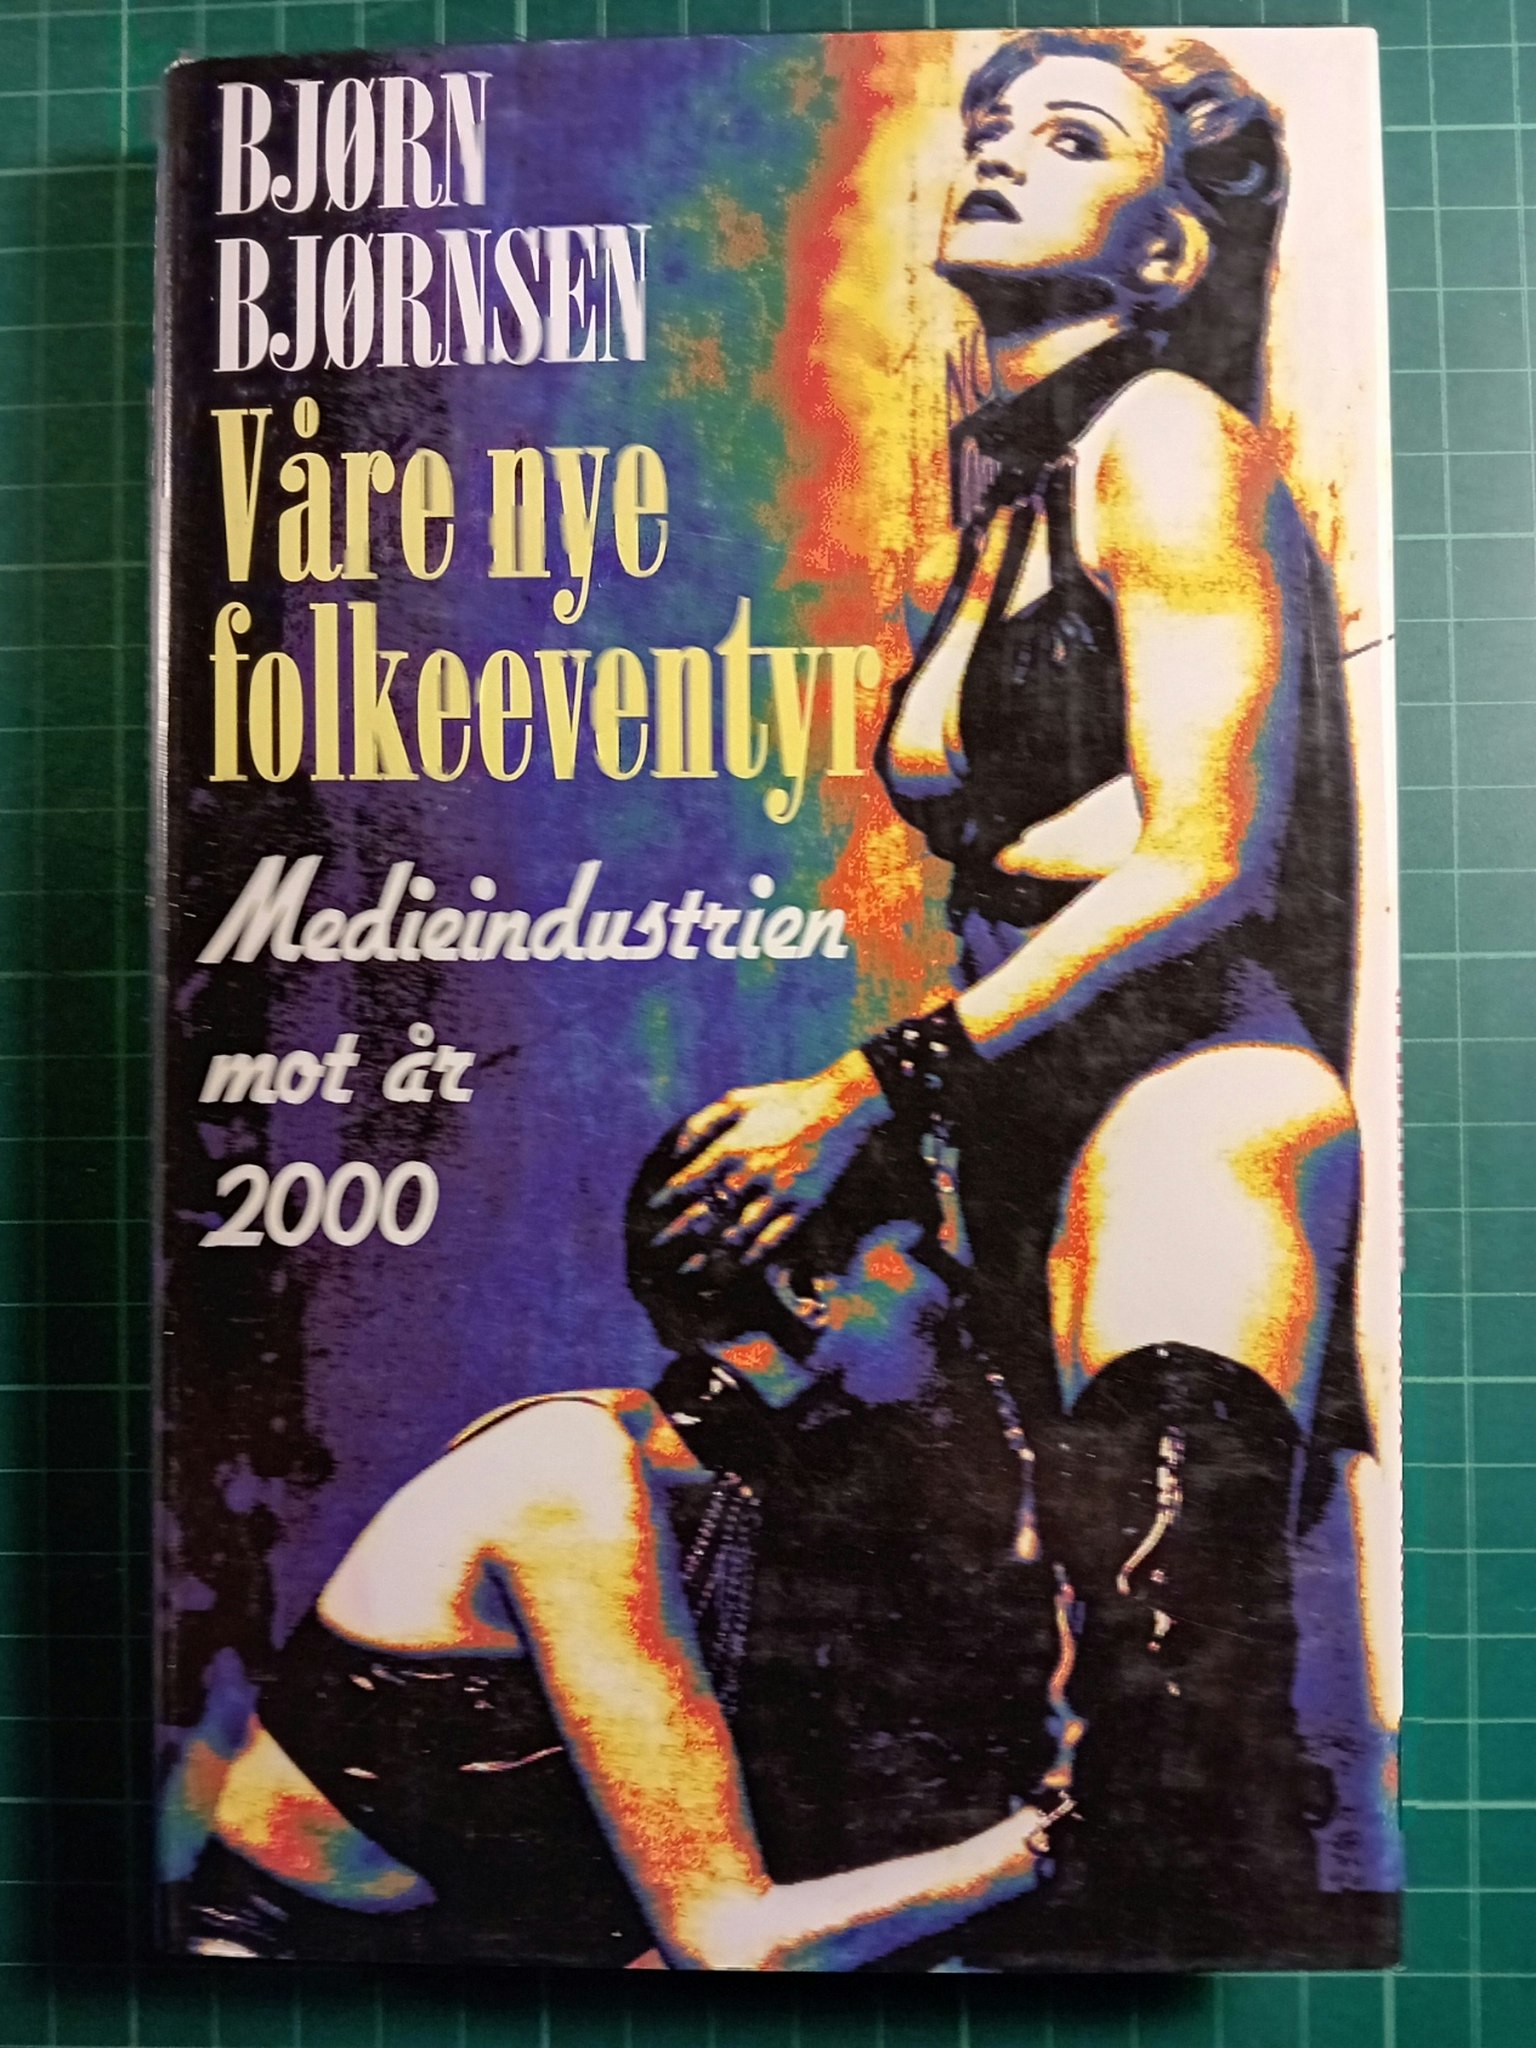 BJØRN
BJØRNSEN
Våre nye
folkeeventyr
Medieindustrien
mot år
2000